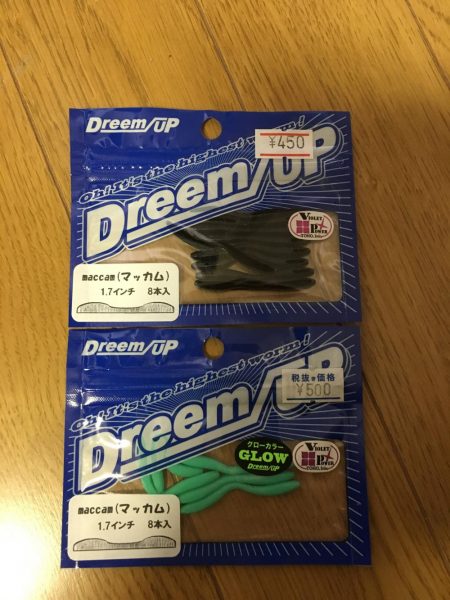 Dreem/UP
¥450
Oh! It's the highest worm!
Dreem/UP
VIOLET
POWER
maccam(マッカム)
1.7インチ 8本入
Dreem/UP
Oh! It's the highest worm!
税抜価格
¥500
Dreem/UP
グローカラー
GLOW
Dreem/UP
VIOLET
POWER
maccam(マッカム)
1.7インチ 8本入